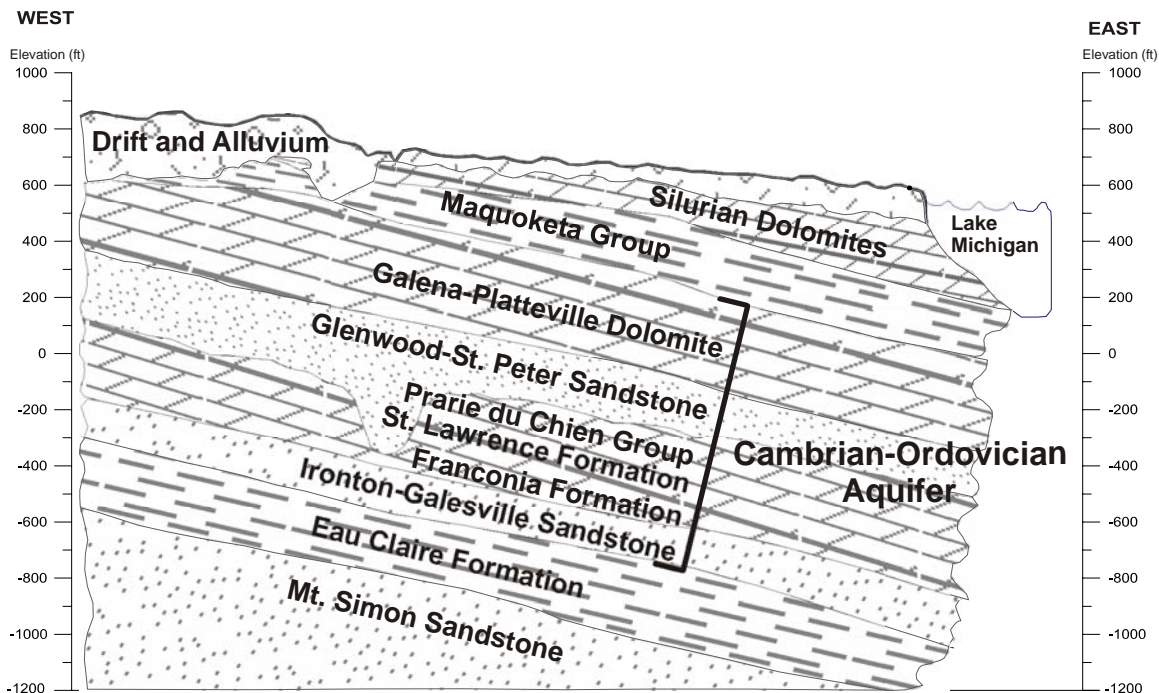 WEST
EAST
Elevation (ft)
Elevation (ft)
1000
1000
800
800
Drift and Alluvium
600
600
Silurian Dolomites
Maquoketa Group
Lake
Michigan
400
400
Galena-Platteville Dolomite
200
200
Glenwood-St. Peter Sandstone
0
0
Prarie du Chien Group
-200
-200
St. Lawrence Formation
Cambrian-Ordovician
Aquifer
Franconia Formation
-400
-400
Ironton-Galesville Sandstone
-600
-600
Eau Claire Formation
-800
-800
Mt. Simon Sandstone
-1000
-1000
-1200
-1200